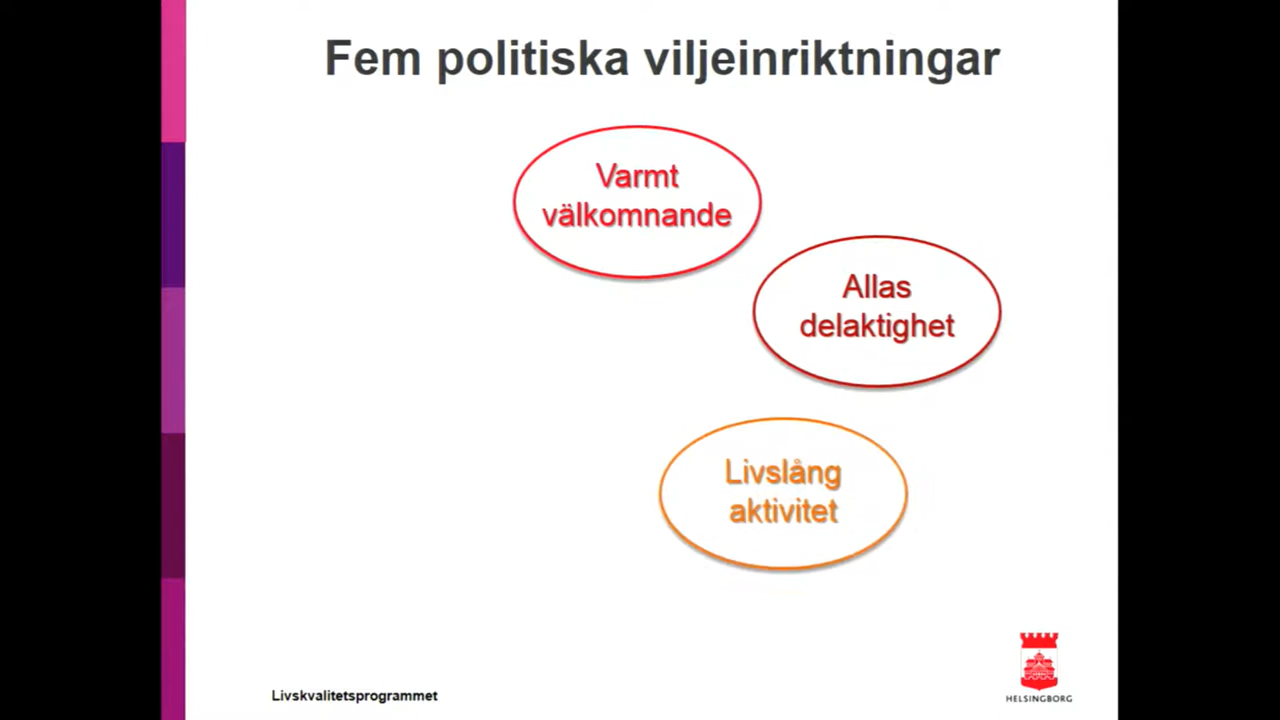 Fem politiska viljeinriktningar
Varmt
välkomnande
Allas
delaktighet
Livslång
aktivitet
Livskvalitetsprogrammet
HELSINGBORG